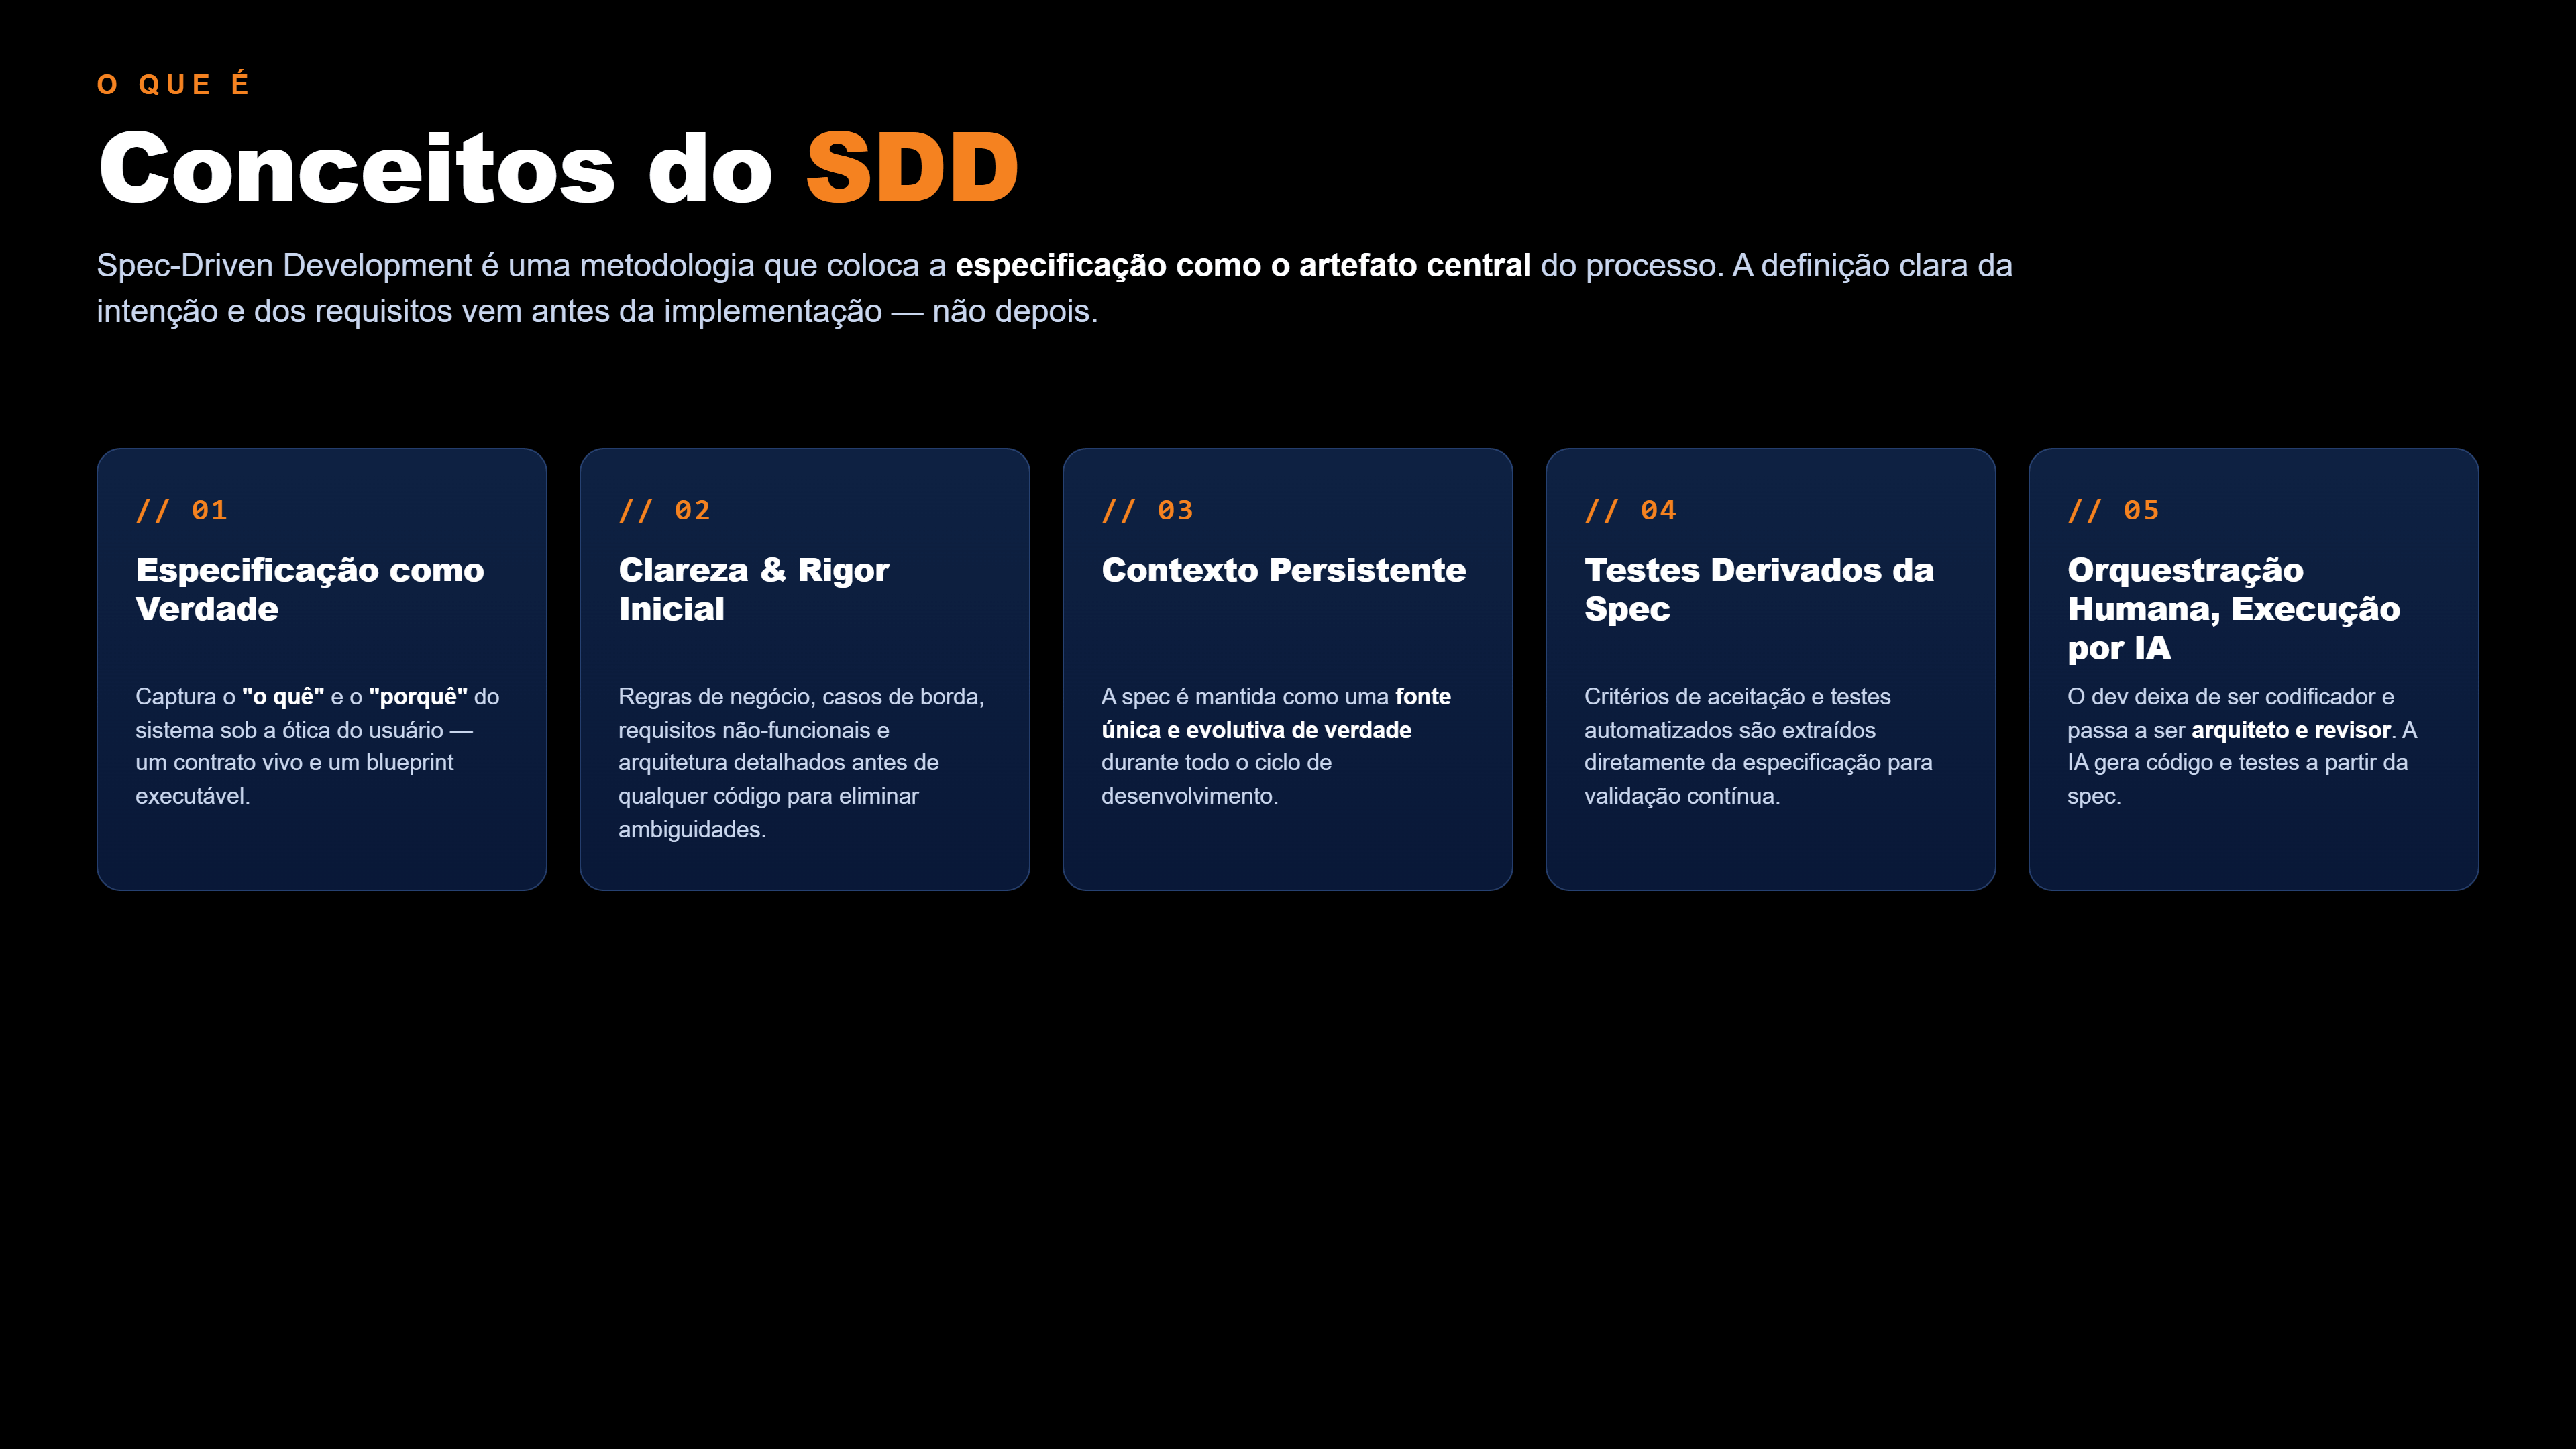 O QUE É
Conceitos do SDD
Spec-Driven Development é uma metodologia que coloca a especificação como o artefato central do processo. A definição clara da
intenção e dos requisitos vem antes da implementação — não depois.
// 01
Especificação como
Verdade
Captura o "o quê" e o "porquê" do
sistema sob a ótica do usuário —
um contrato vivo e um blueprint
executável.
// 02
Clareza & Rigor
Inicial
Regras de negócio, casos de borda,
requisitos não-funcionais e
arquitetura detalhados antes de
qualquer código para eliminar
ambiguidades.
// 03
Contexto Persistente
A spec é mantida como uma fonte
única e evolutiva de verdade
durante todo o ciclo de
desenvolvimento.
// 04
Testes Derivados da
Spec
Critérios de aceitação e testes
automatizados são extraídos
diretamente da especificação para
validação contínua.
// 05
Orquestração
Humana, Execução
por IA
O dev deixa de ser codificador e
passa a ser arquiteto e revisor. A
IA gera código e testes a partir da
spec.